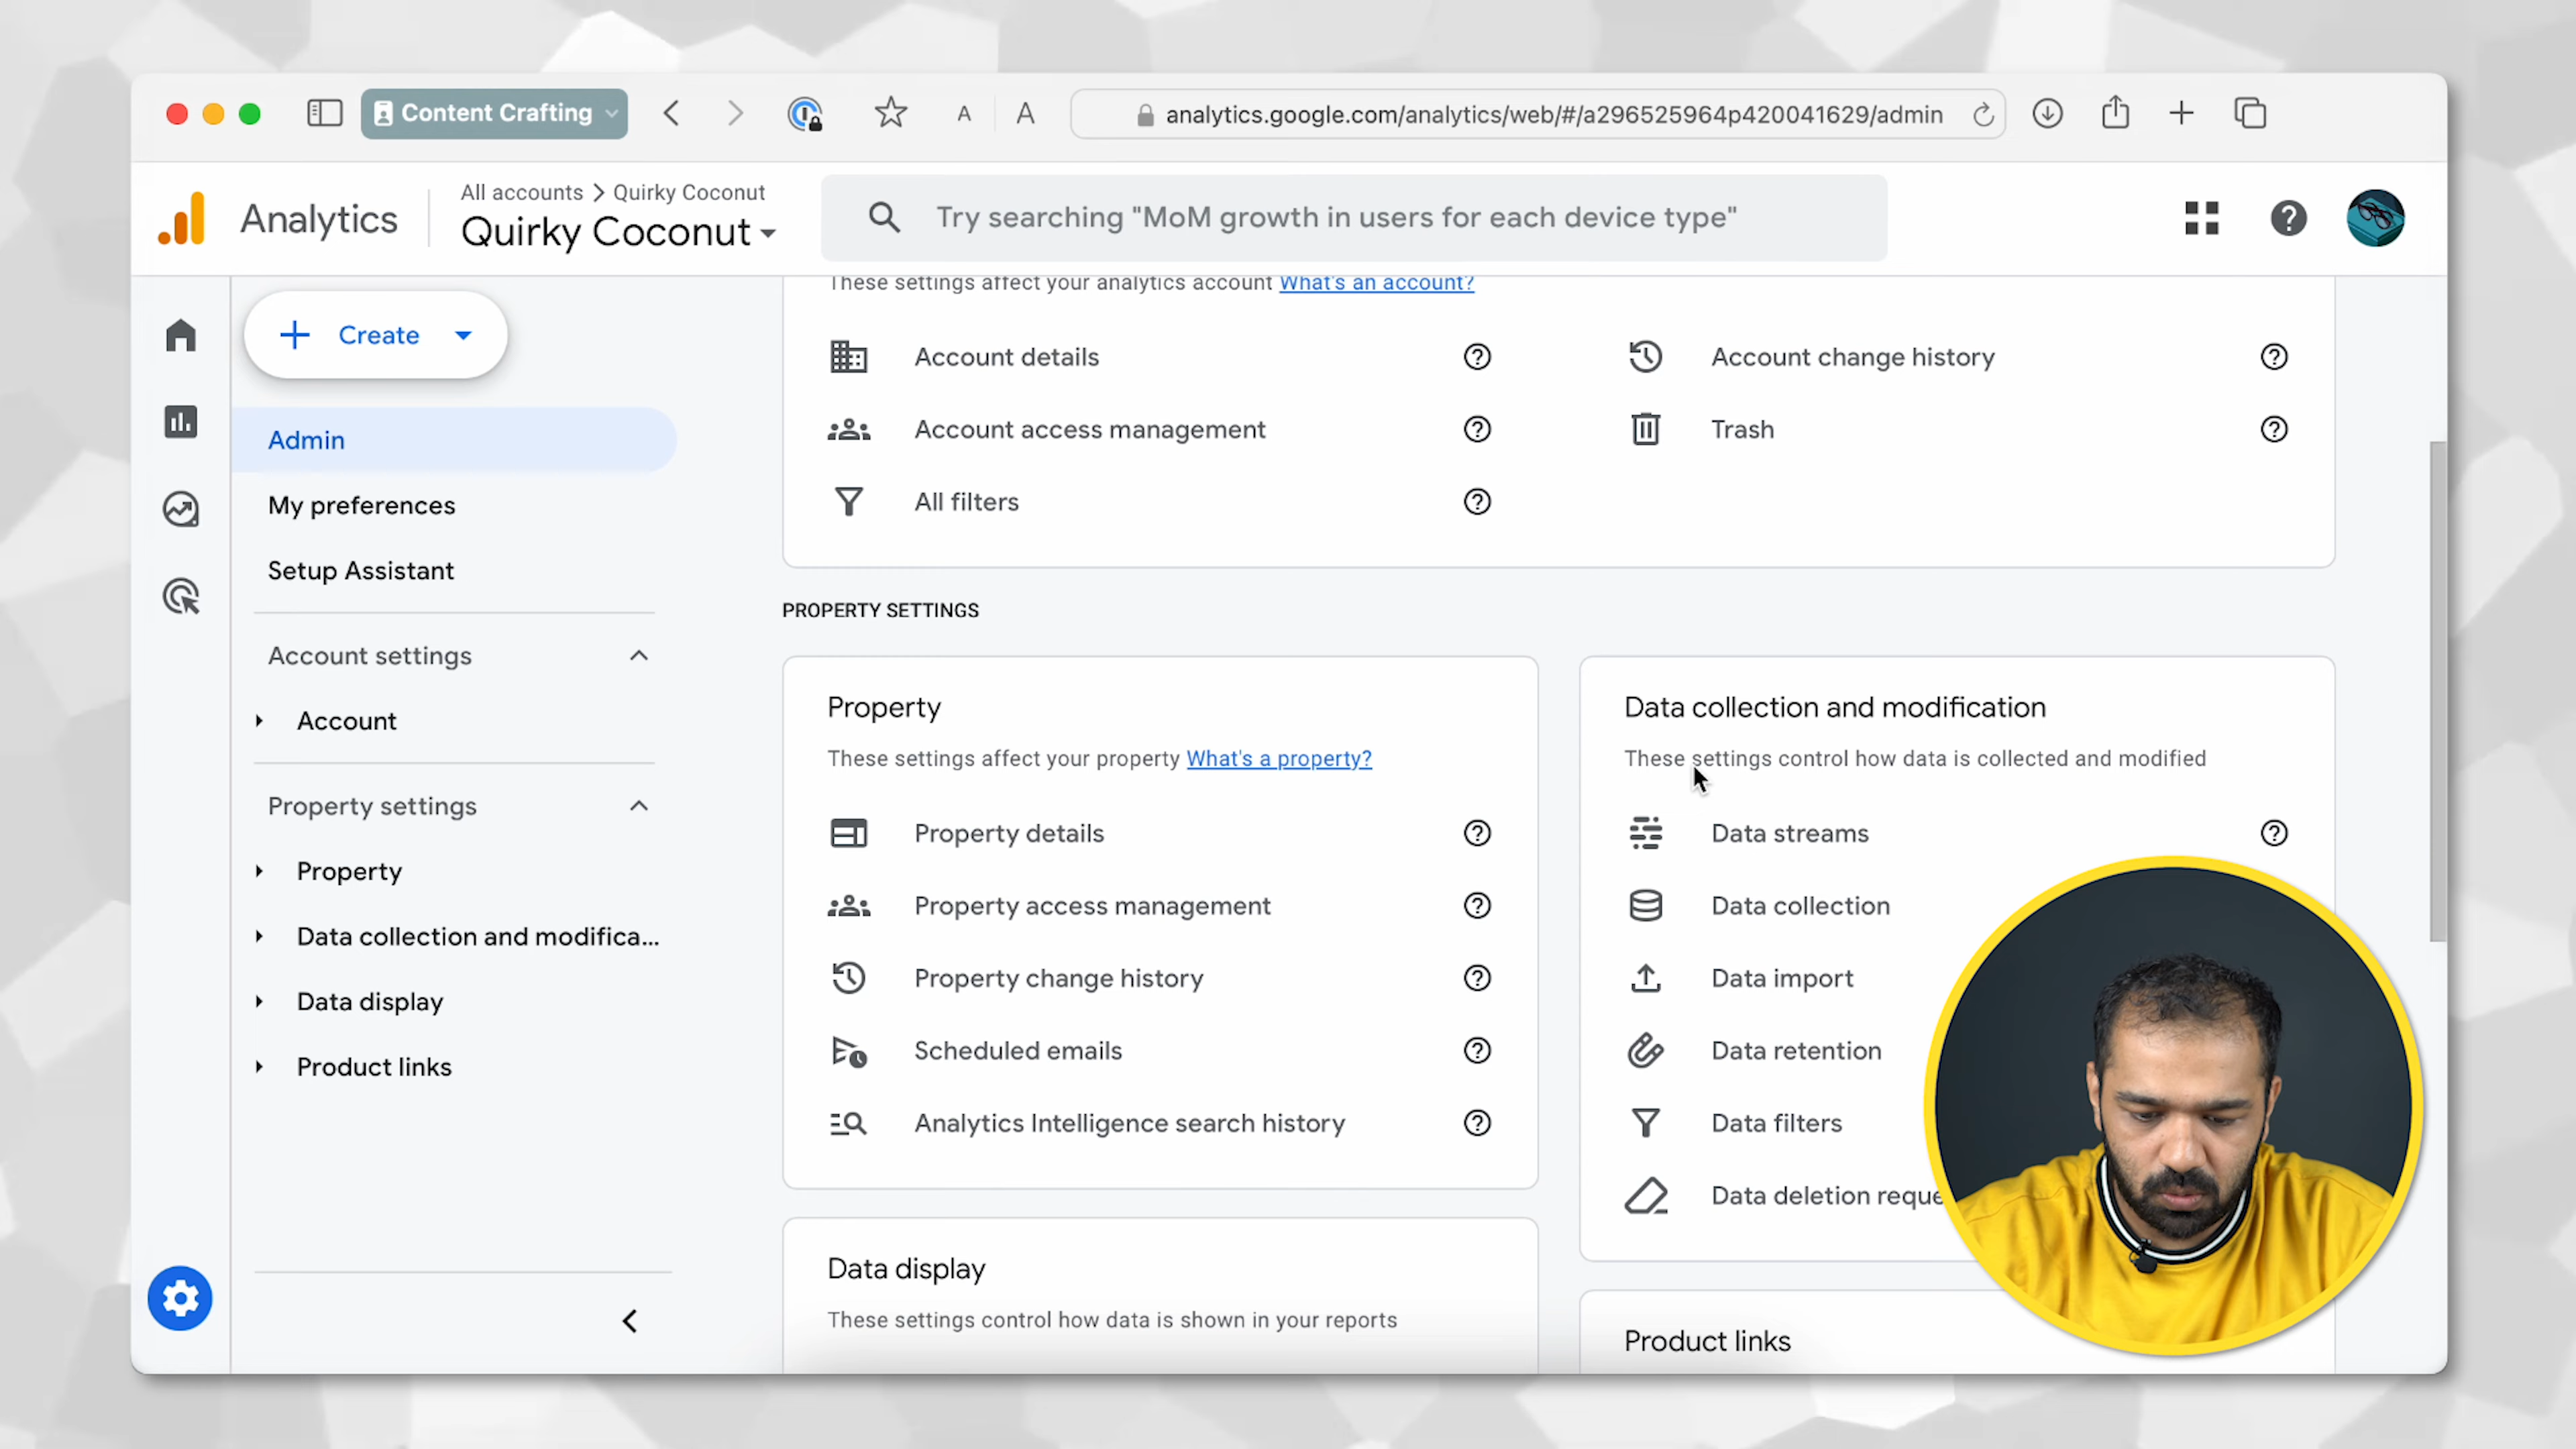 Content Crafting
A
A
analytics.google.com/analytics/web/#/a296525964p420041629/admin
Analytics
All accounts > Quirky Coconut
Quirky Coconut
Try searching "MoM growth in users for each device type"
Create
Admin
My preferences
Setup Assistant
Account settings
Account
Property settings
Property
Data collection and modifica...
Data display
Product links
These settings affect your analytics account What's an account?
Account details
Account access management
All filters
Account change history
Trash
PROPERTY SETTINGS
Property
These settings affect your property What's a property?
Property details
Property access management
Property change history
Scheduled emails
Analytics Intelligence search history
Data display
These settings control how data is shown in your reports
Data collection and modification
These settings control how data is collected and modified
Data streams
Data collection
Data import
Data retention
Data filters
Data deletion reque
Product links